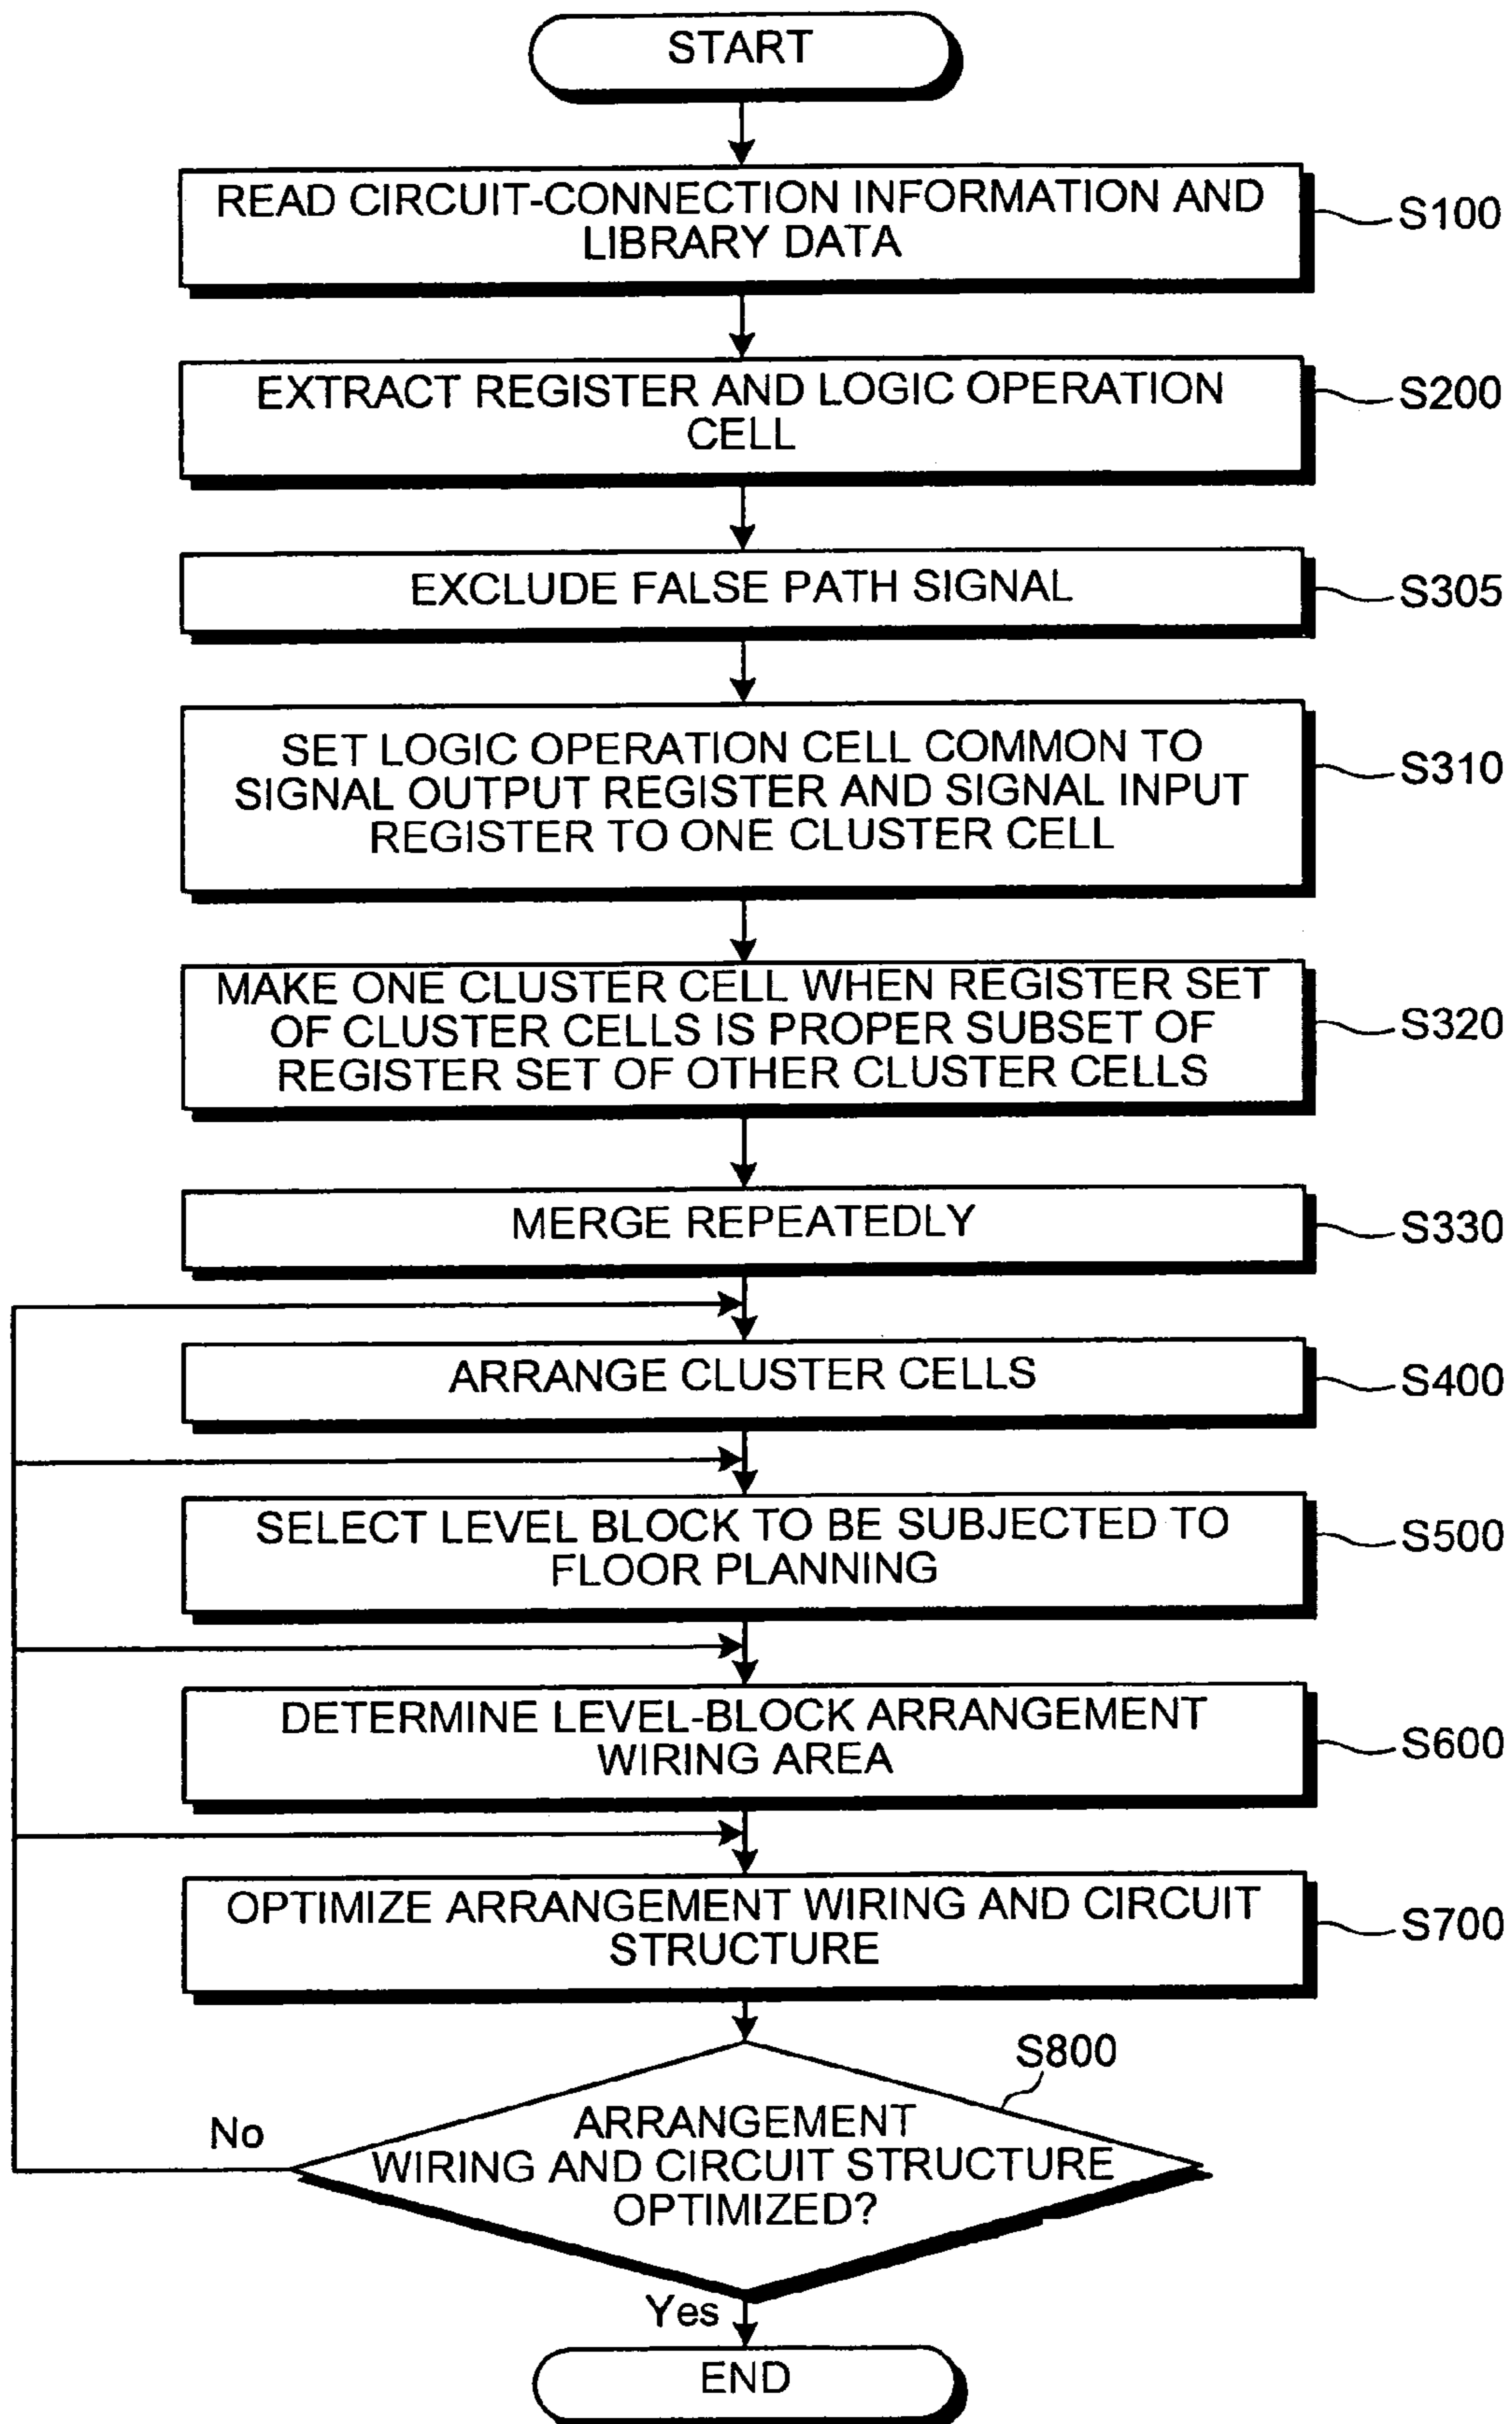 START
READ CIRCUIT-CONNECTION INFORMATION AND
LIBRARY DATA
S100
EXTRACT REGISTER AND LOGIC OPERATION
CELL
S200
EXCLUDE FALSE PATH SIGNAL
S305
SET LOGIC OPERATION CELL COMMON TO
SIGNAL OUTPUT REGISTER AND SIGNAL INPUT
REGISTER TO ONE CLUSTER CELL
S310
MAKE ONE CLUSTER CELL WHEN REGISTER SET
OF CLUSTER CELLS IS PROPER SUBSET OF
REGISTER SET OF OTHER CLUSTER CELLS
S320
MERGE REPEATEDLY
S330
ARRANGE CLUSTER CELLS
S400
SELECT LEVEL BLOCK TO BE SUBJECTED TO
FLOOR PLANNING
S500
DETERMINE LEVEL-BLOCK ARRANGEMENT
WIRING AREA
S600
OPTIMIZE ARRANGEMENT WIRING AND CIRCUIT
STRUCTURE
S700
S800
ARRANGEMENT
WIRING AND CIRCUIT STRUCTURE
OPTIMIZED?
No
Yes
END